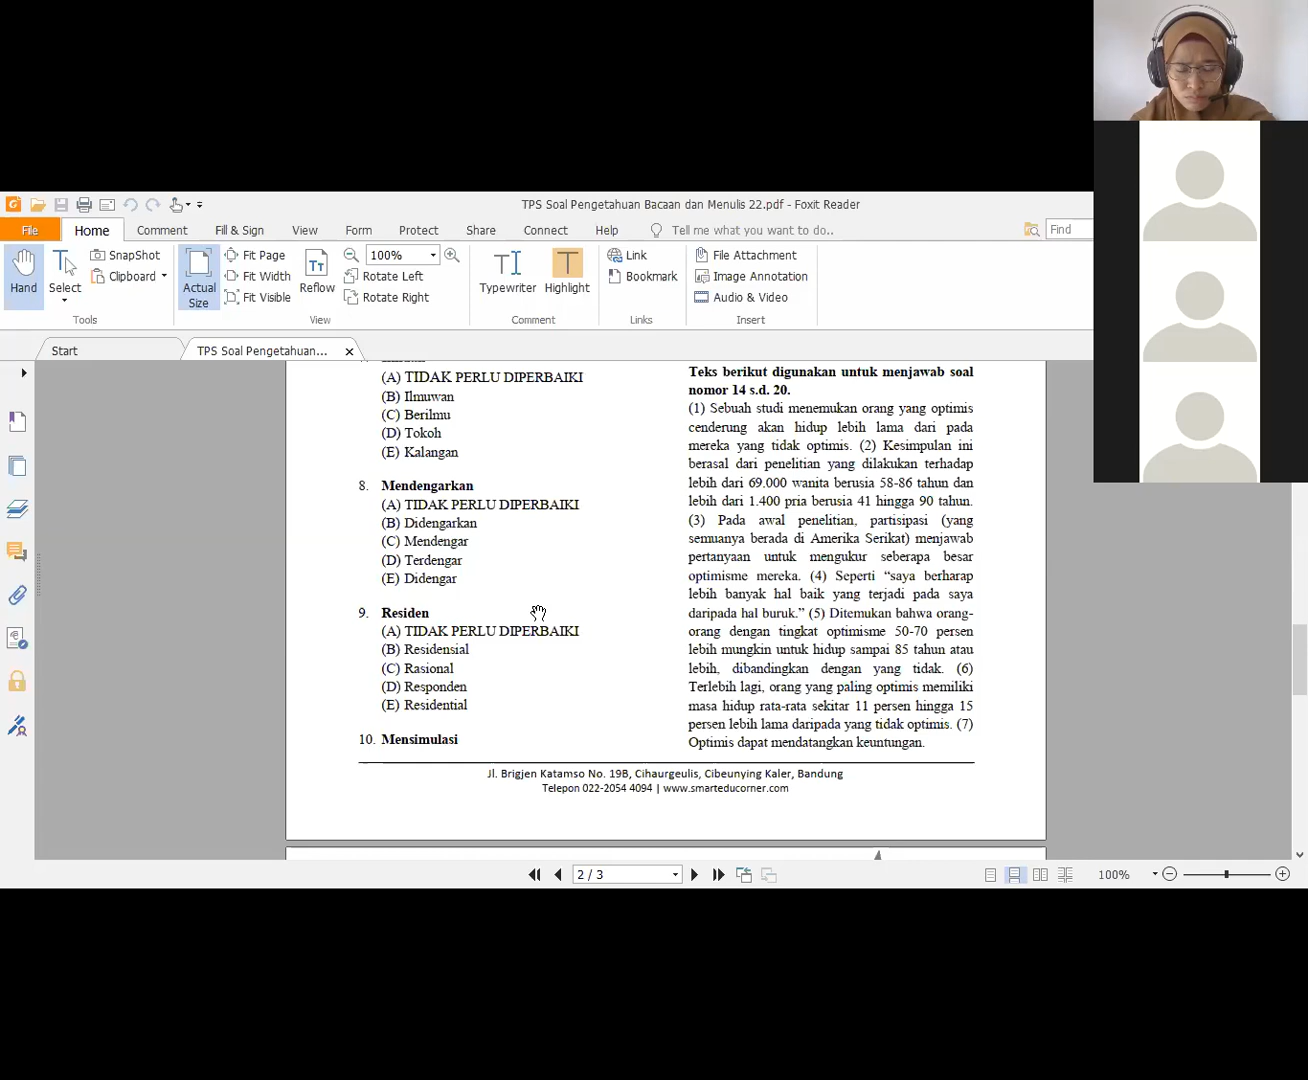 TPS Soal Pengetahuan Bacaan dan Menulis 22.pdf - Foxit Reader
File
Home
Comment
Fill & Sign
View
Form
Protect
Share
Connect
Help
Tell me what you want to do..
Find
Hand
Select
SnapShot
Clipboard
Actual
Size
Fit Page
Fit Width
Fit Visible
Reflow
100%
Rotate Left
Rotate Right
Typewriter
Highlight
Link
Bookmark
File Attachment
Image Annotation
Audio & Video
Tools
View
Comment
Links
Insert
Start
TPS Soal Pengetahuan...
(A) TIDAK PERLU DIPERBAIKI
(B) Ilmuwan
(C) Berilmu
(D) Tokoh
(E) Kalangan
8. Mendengarkan
(A) TIDAK PERLU DIPERBAIKI
(B) Didengarkan
(C) Mendengar
(D) Terdengar
(E) Didengar
9. Residen
(A) TIDAK PERLU DIPERBAIKI
(B) Residensial
(C) Rasional
(D) Responden
(E) Residential
10. Mensimulasi
Teks berikut digunakan untuk menjawab soal
nomor 14 s.d. 20.
(1) Sebuah studi menemukan orang yang optimis
cenderung akan hidup lebih lama dari pada
mereka yang tidak optimis. (2) Kesimpulan ini
berasal dari penelitian yang dilakukan terhadap
lebih dari 69.000 wanita berusia 58-86 tahun dan
lebih dari 1.400 pria berusia 41 hingga 90 tahun.
(3) Pada awal penelitian, partisipasi (yang
semuanya berada di Amerika Serikat) menjawab
pertanyaan untuk mengukur seberapa besar
optimisme mereka. (4) Seperti “saya berharap
lebih banyak hal baik yang terjadi pada saya
daripada hal buruk.” (5) Ditemukan bahwa orang-
orang dengan tingkat optimisme 50-70 persen
lebih mungkin untuk hidup sampai 85 tahun atau
lebih, dibandingkan dengan yang tidak. (6)
Terlebih lagi, orang yang paling optimis memiliki
masa hidup rata-rata sekitar 11 persen hingga 15
persen lebih lama daripada yang tidak optimis. (7)
Optimis dapat mendatangkan keuntungan.
Jl. Brigjen Katamso No. 19B, Cihaurgeulis, Cibeunying Kaler, Bandung
Telepon 022-2054 4094 | www.smarteducorner.com
2 / 3
100%